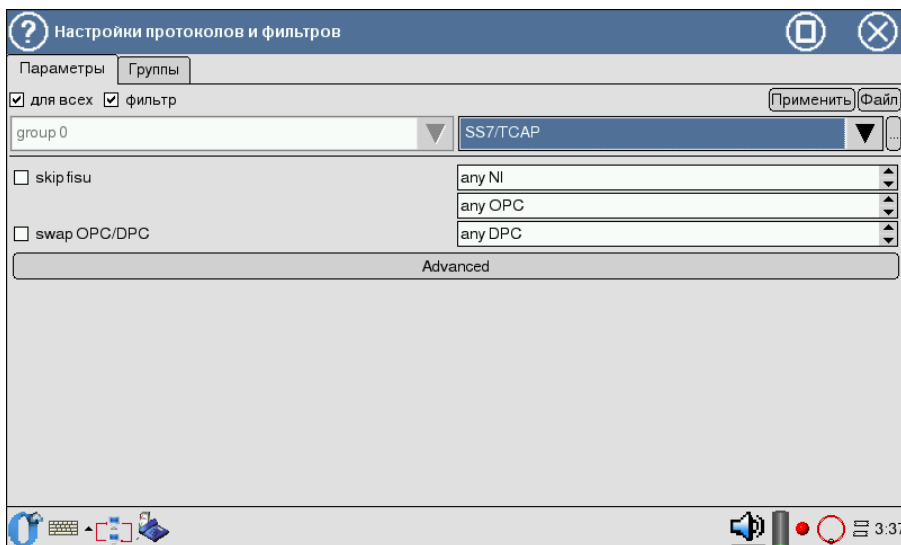 Настройки протоколов и фильтров
Параметры Группы
для всех фильтр Применить Файл
group 0 SS7/TCAP ...
skip fisu any NI
any OPC
swap OPC/DPC any DPC
Advanced
3:37